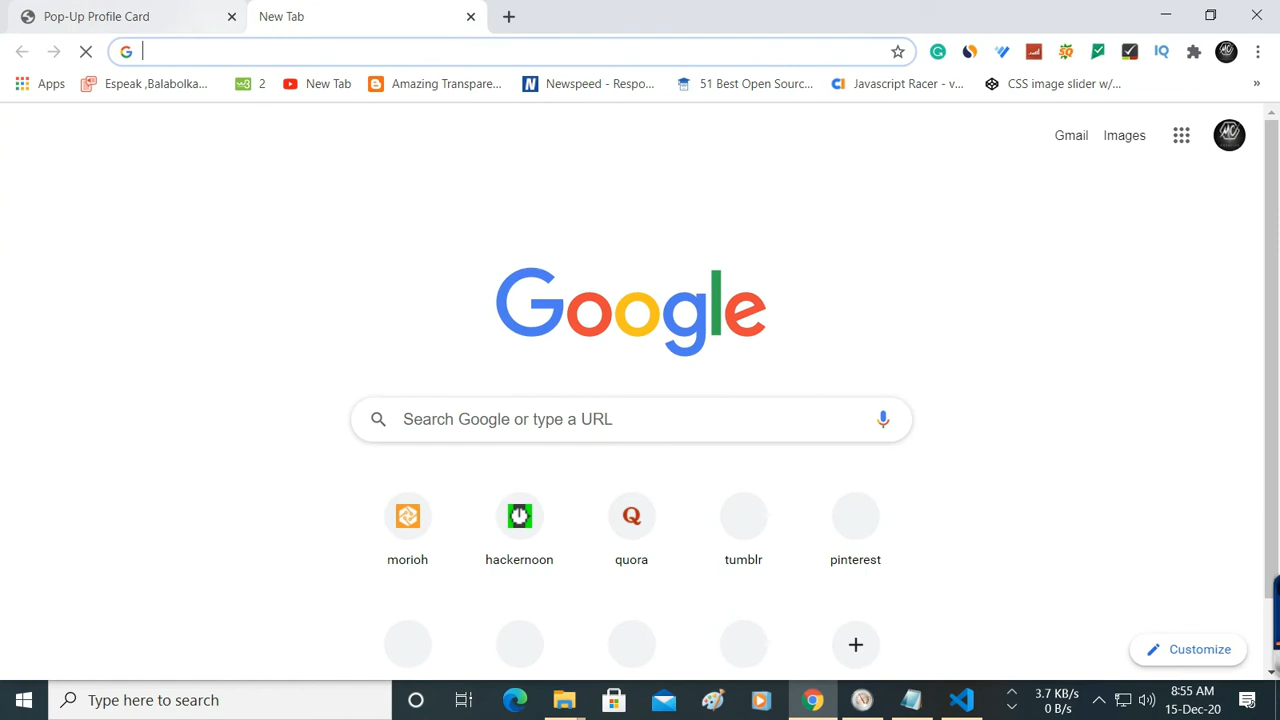 Pop-Up Profile Card
New Tab
Apps
Espeak ,Balabolka...
2
New Tab
Amazing Transpare...
Newspeed - Respo...
51 Best Open Sourc...
Javascript Racer - v...
CSS image slider w/...
»
IQ
Gmail
Images
Google
Search Google or type a URL
morioh
hackernoon
quora
tumblr
pinterest
Customize
Type here to search
3.7 KB/s
0 B/s
8:55 AM
15-Dec-20